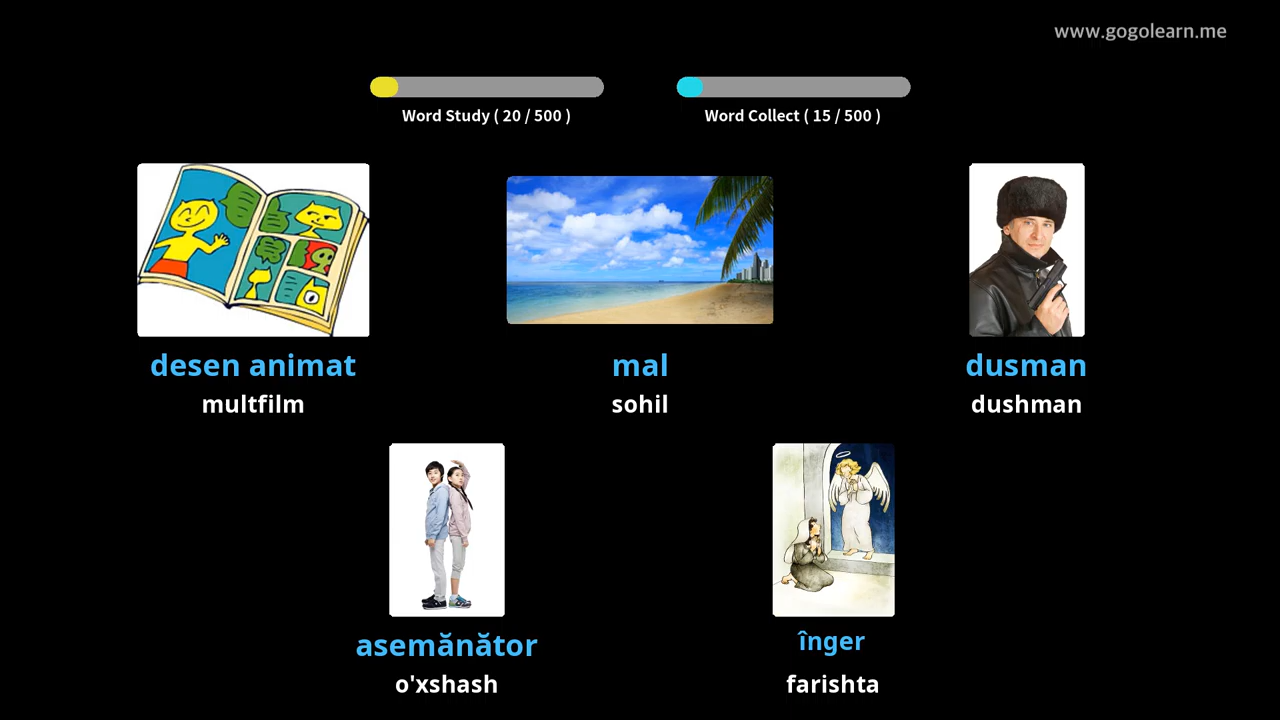 www.gogolearn.me
Word Study ( 20 / 500 )
Word Collect ( 15 / 500 )
desen animat
multfilm
mal
sohil
dusman
dushman
asemănător
o'xshash
înger
farishta